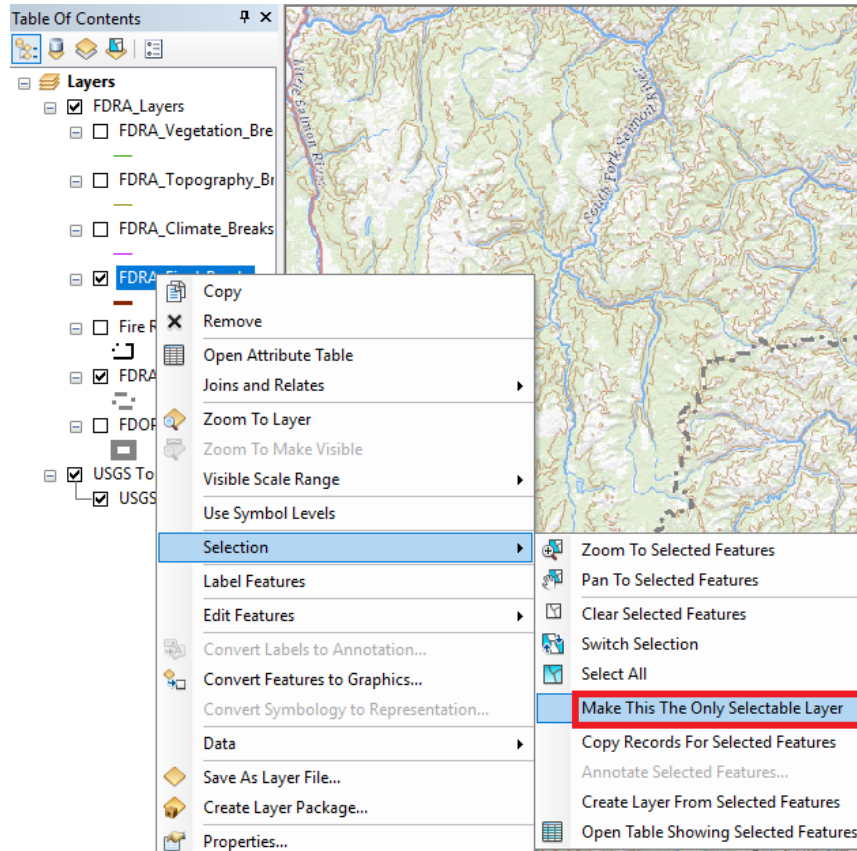 Table Of Contents
Layers
FDRA_Layers
FDRA_Vegetation_Bre
FDRA_Topography_Br
FDRA_Climate_Breaks
FDRA
Fire R
FDRA
FDOP
USGS To
USGS
Copy
Remove
Open Attribute Table
Joins and Relates
Zoom To Layer
Zoom To Make Visible
Visible Scale Range
Use Symbol Levels
Selection
Label Features
Edit Features
Convert Labels to Annotation...
Convert Features to Graphics...
Convert Symbology to Representation...
Data
Save As Layer File...
Create Layer Package...
Properties...
Zoom To Selected Features
Pan To Selected Features
Clear Selected Features
Switch Selection
Select All
Make This The Only Selectable Layer
Copy Records For Selected Features
Annotate Selected Features...
Create Layer From Selected Features
Open Table Showing Selected Features
Little Salmon River
South Fork Salmon River